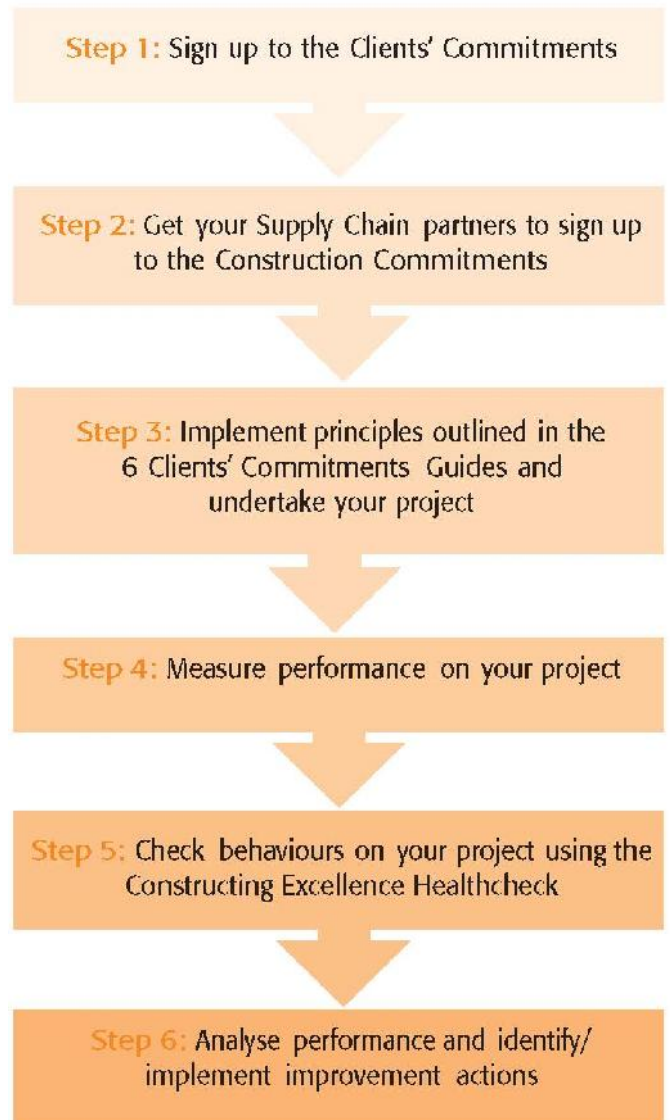 Step 1: Sign up to the Clients' Commitments
Step 2: Get your Supply Chain partners to sign up
to the Construction Commitments
Step 3: Implement principles outlined in the
6 Clients' Commitments Guides and
undertake your project
Step 4: Measure performance on your project
Step 5: Check behaviours on your project using the
Constructing Excellence Healthcheck
Step 6: Analyse performance and identify/
implement improvement actions